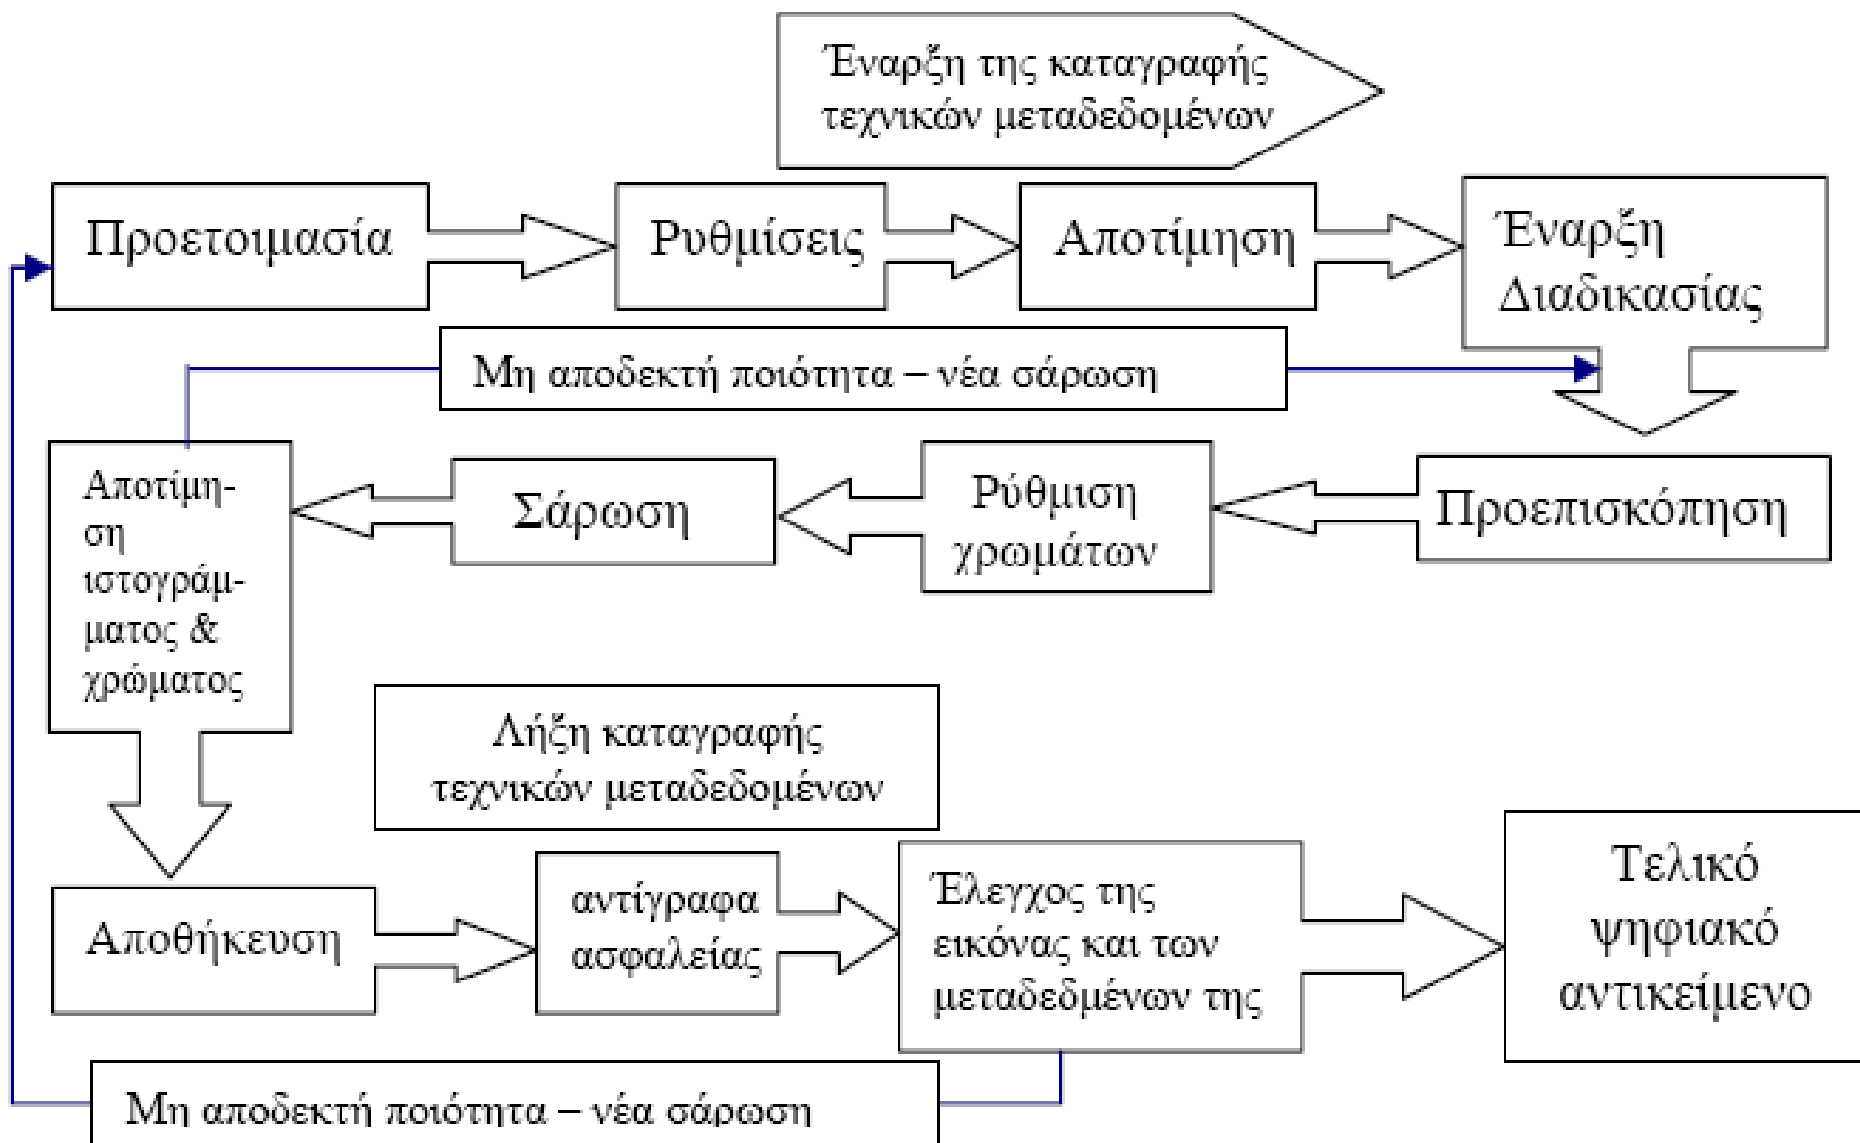 Έναρξη της καταγραφής
τεχνικών μεταδεδομένων
Προετοιμασία
Ρυθμίσεις
Αποτίμηση
Έναρξη
Διαδικασίας
Μη αποδεκτή ποιότητα – νέα σάρωση
Αποτίμη-
ση
ιστογράμ-
ματος &
χρώματος
Σάρωση
Ρύθμιση
χρωμάτων
Προεπισκόπηση
Λήξη καταγραφής
τεχνικών μεταδεδομένων
Αποθήκευση
αντίγραφα
ασφαλείας
Έλεγχος της
εικόνας και των
μεταδεδμένων της
Τελικό
ψηφιακό
αντικείμενο
Μη αποδεκτή ποιότητα – νέα σάρωση